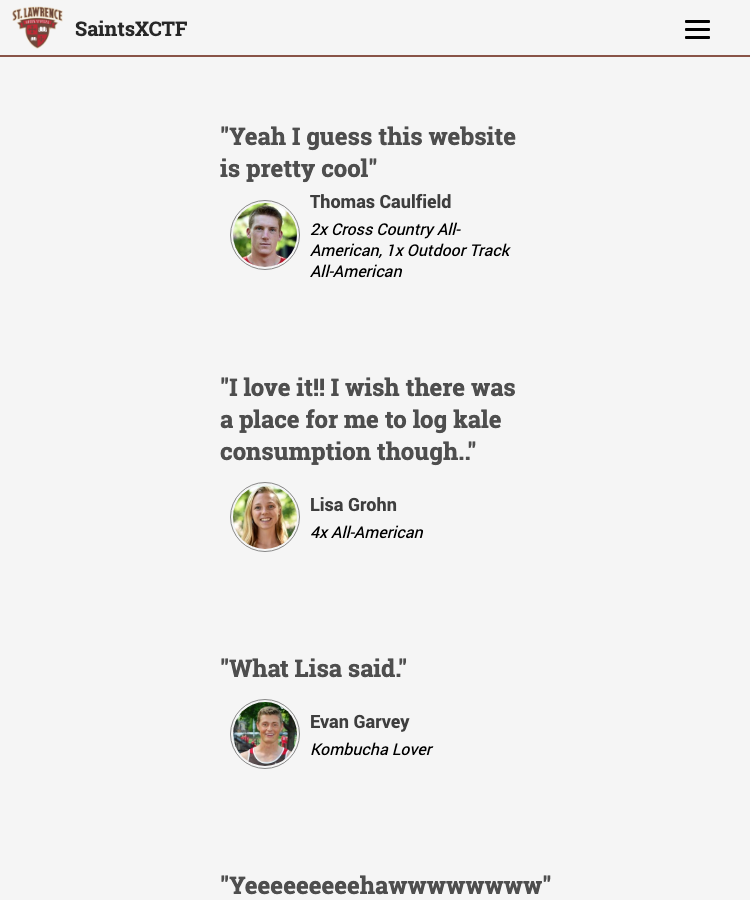 ST. LAWRENCE
SaintsXCTF
"Yeah I guess this website
is pretty cool"
Thomas Caulfield
2x Cross Country All-
American, 1x Outdoor Track
All-American
"I love it!! I wish there was
a place for me to log kale
consumption though.."
Lisa Grohn
4x All-American
"What Lisa said."
Evan Garvey
Kombucha Lover
"Yeeeeeeeeehawwwwwwwww"